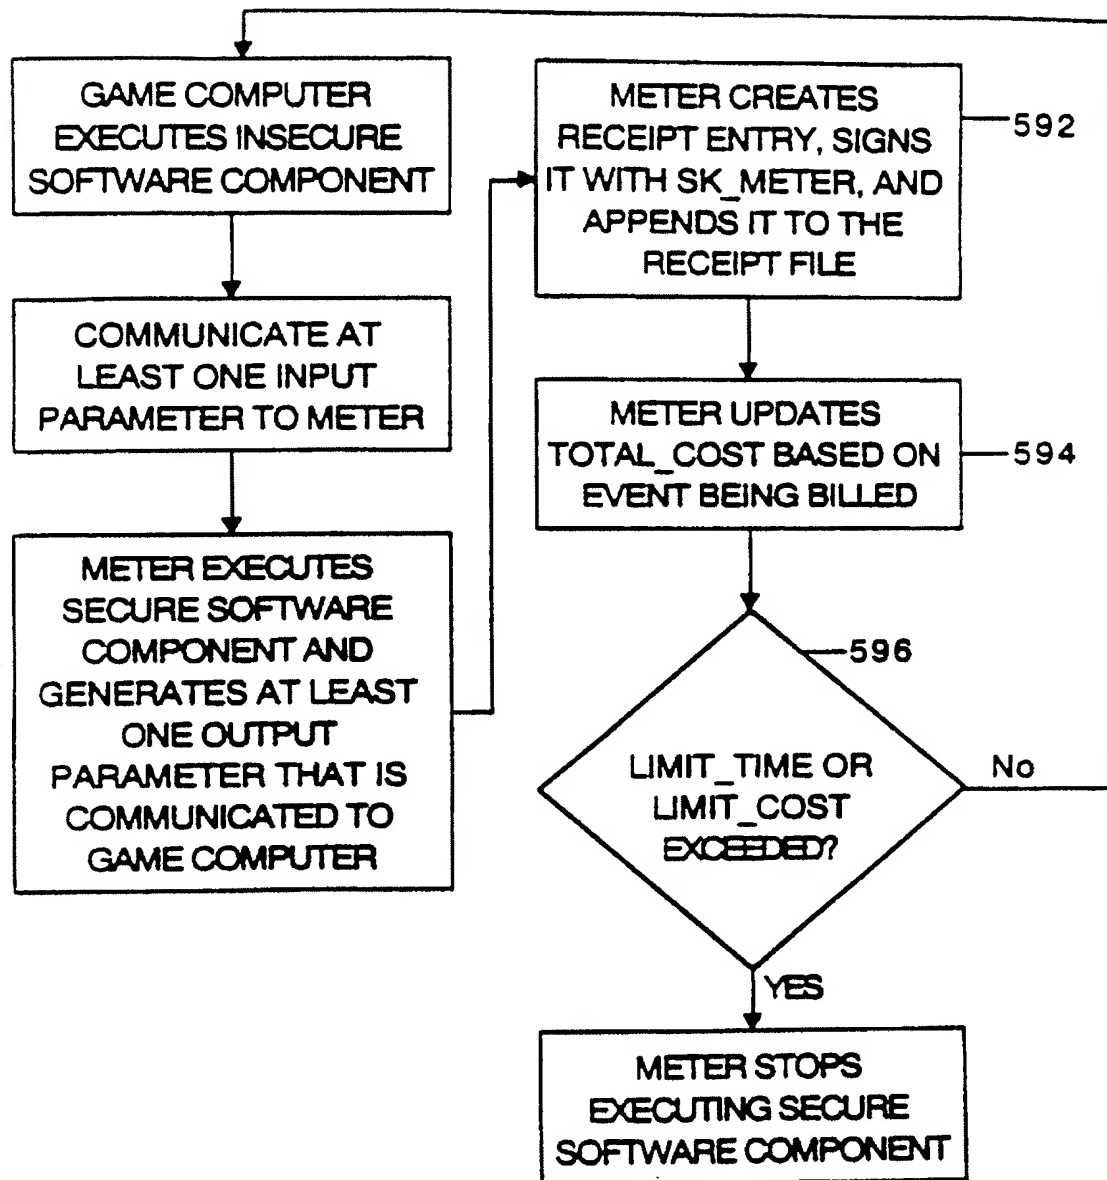 GAME COMPUTER
EXECUTES INSECURE
SOFTWARE COMPONENT
COMMUNICATE AT
LEAST ONE INPUT
PARAMETER TO METER
METER EXECUTES
SECURE SOFTWARE
COMPONENT AND
GENERATES AT LEAST
ONE OUTPUT
PARAMETER THAT IS
COMMUNICATED TO
GAME COMPUTER
METER CREATES
RECEIPT ENTRY, SIGNS
IT WITH SK_METER, AND
APPENDS IT TO THE
RECEIPT FILE
592
METER UPDATES
TOTAL_COST BASED ON
EVENT BEING BILLED
594
596
LIMIT_TIME OR
LIMIT_COST
EXCEEDED?
No
YES
METER STOPS
EXECUTING SECURE
SOFTWARE COMPONENT